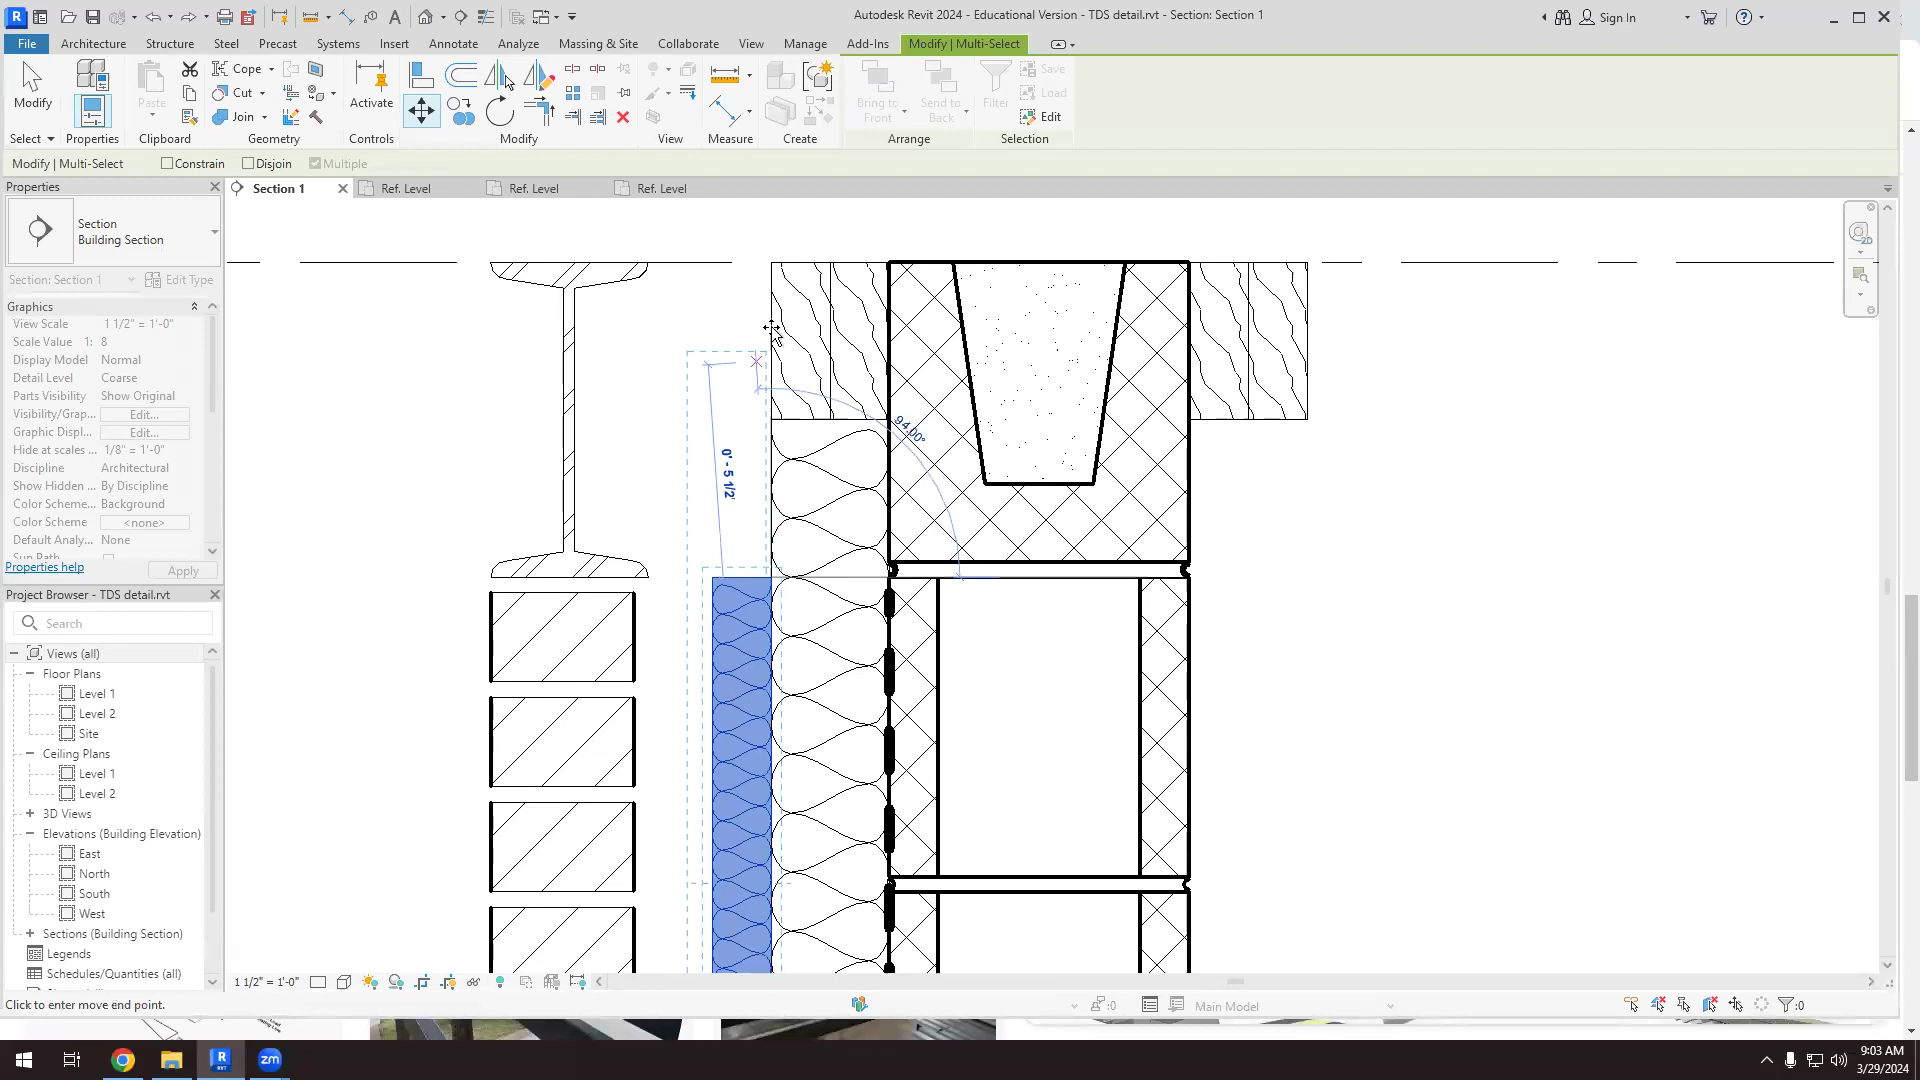 Autodesk Revit 2024 - Educational Version - TDS detail.rvt - Section: Section 1
Sign In
File
Architecture
Structure
Steel
Precast
Systems
Insert
Annotate
Analyze
Massing & Site
Collaborate
View
Manage
Add-Ins
Modify | Multi-Select
Modify
Paste
Cope
Cut
Join
Activate
Bring to
Front
Send to
Back
Filter
Save
Load
Edit
Select
Properties
Clipboard
Geometry
Controls
Modify
View
Measure
Create
Arrange
Selection
Modify | Multi-Select
Constrain
Disjoin
Multiple
Properties
Section 1
Ref. Level
Ref. Level
Ref. Level
Section
Building Section
Section: Section 1
Edit Type
Graphics
View Scale 1 1/2" = 1'-0"
Scale Value 1: 8
Display Model Normal
Detail Level Coarse
Parts Visibility Show Original
Visibility/Grap... Edit...
Graphic Displ... Edit...
Hide at scales ... 1/8" = 1'-0"
Discipline Architectural
Show Hidden ... By Discipline
Color Scheme... Background
Color Scheme <none>
Default Analy... None
Sun Path
Properties help
Apply
Project Browser - TDS detail.rvt
Search
Views (all)
Floor Plans
Level 1
Level 2
Site
Ceiling Plans
Level 1
Level 2
3D Views
Elevations (Building Elevation)
East
North
South
West
Sections (Building Section)
Legends
Schedules/Quantities (all)
94.00°
0' - 5 1/2"
1 1/2" = 1'-0"
Click to enter move end point.
:0
Main Model
:0
R
RVT
zm
9:03 AM
3/29/2024